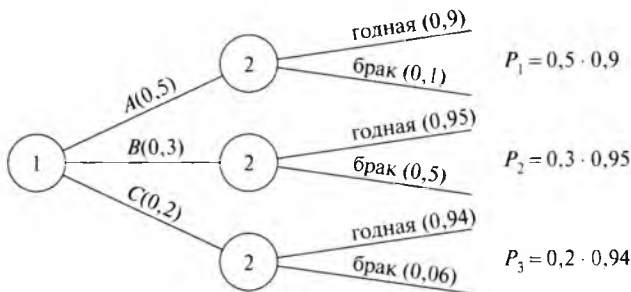 годная (0,9)
2
брак (0,1)
P₁ = 0,5 · 0,9
A(0,5)
годная (0,95)
1
B(0,3)
2
брак (0,5)
P₂ = 0,3 · 0,95
C(0,2)
годная (0,94)
2
брак (0,06)
P₃ = 0,2 · 0,94